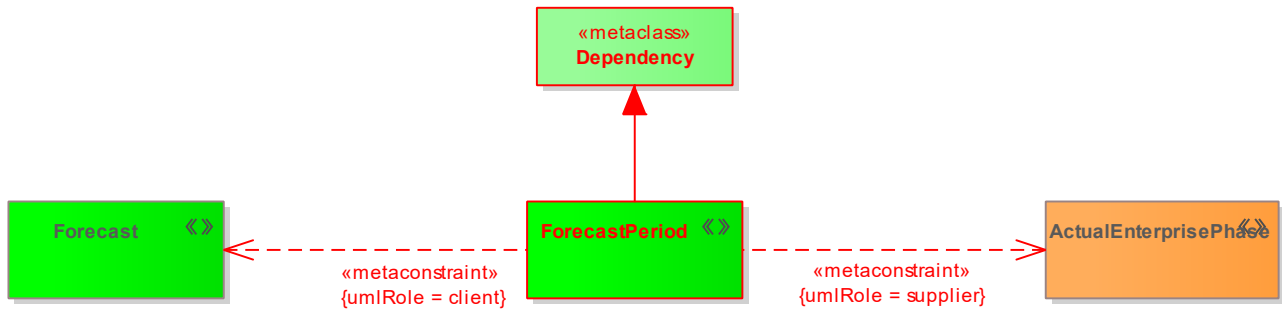 «metaclass»
Dependency
Forecast «»
ForecastPeriod «»
ActualEnterprisePhase «»
«metaconstraint»
{umlRole = client}
«metaconstraint»
{umlRole = supplier}